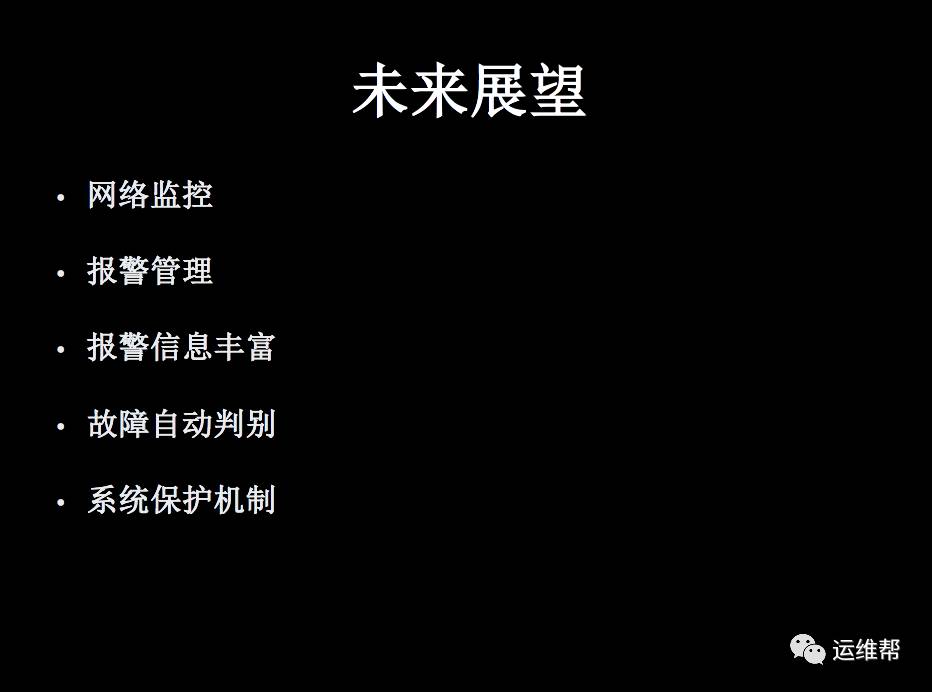 未来展望
• 网络监控
• 报警管理
• 报警信息丰富
• 故障自动判别
• 系统保护机制
运维帮